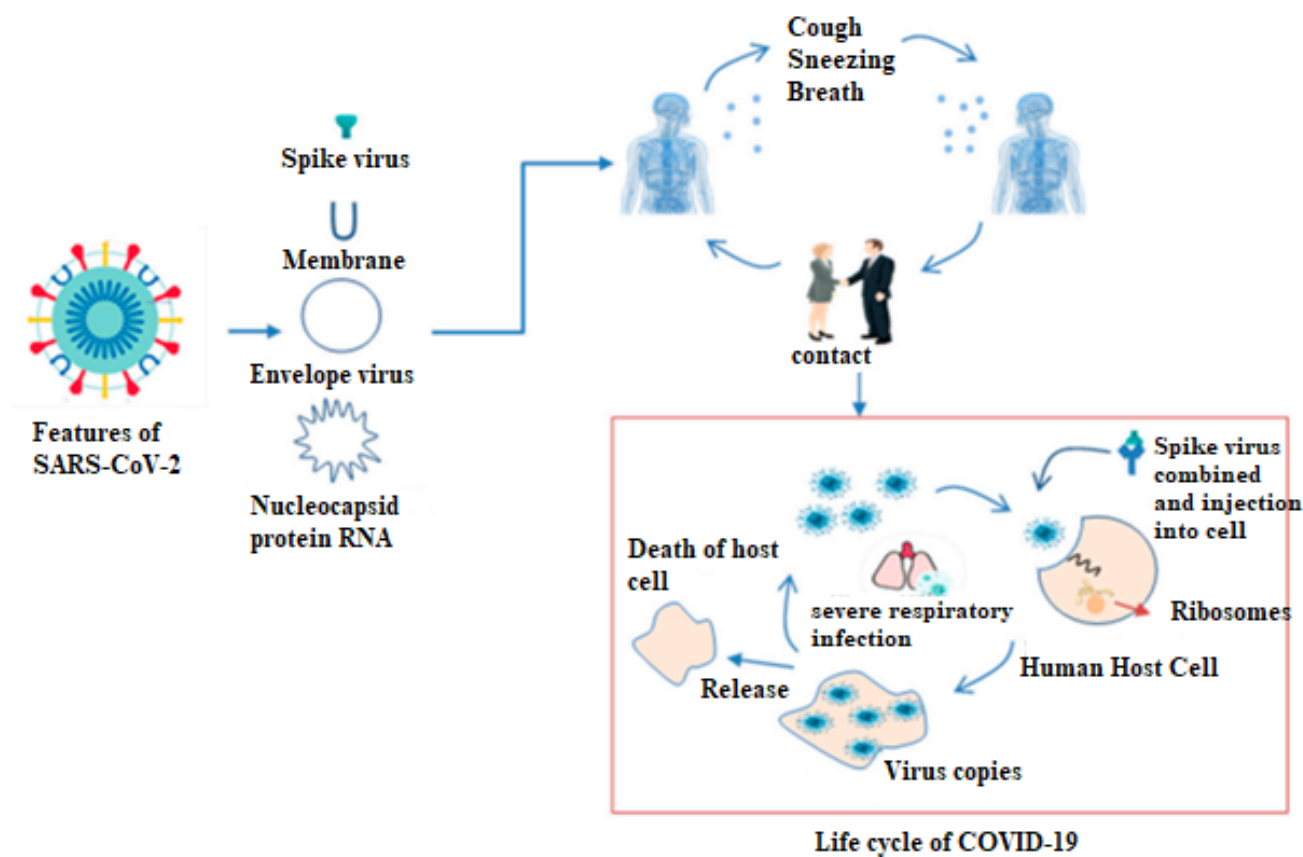 Cough
Sneezing
Breath
Spike virus
Membrane
Envelope virus
Nucleocapsid
protein RNA
Features of
SARS-CoV-2
contact
Spike virus
combined
and injection
into cell
Ribosomes
Human Host Cell
severe respiratory
infection
Death of host
cell
Release
Virus copies
Life cycle of COVID-19